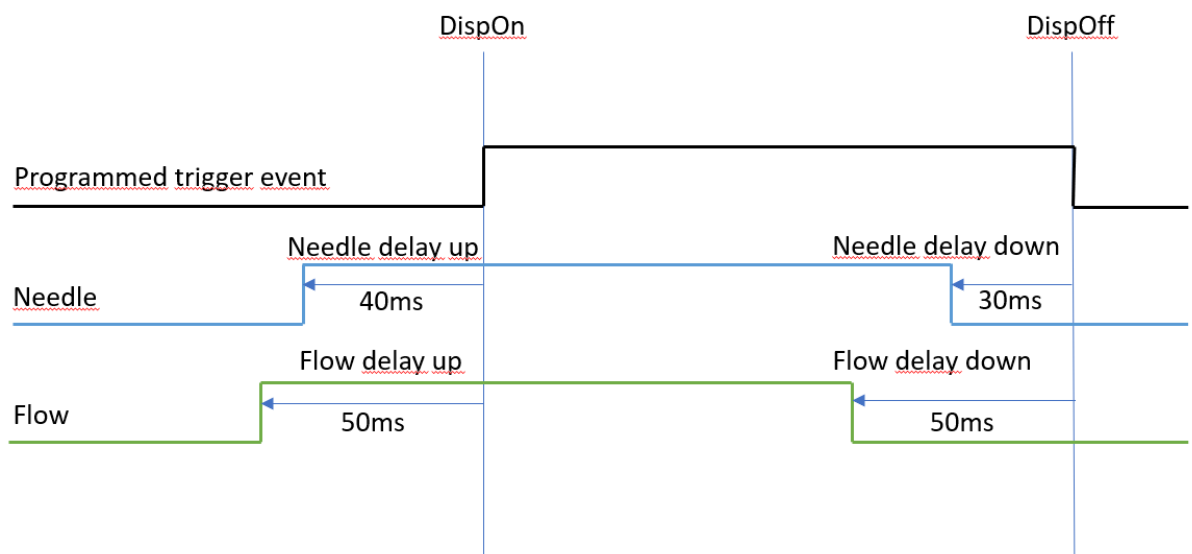 DispOn
DispOff
Programmed trigger event
Needle delay up
Needle delay down
Needle
40ms
30ms
Flow delay up
Flow delay down
Flow
50ms
50ms